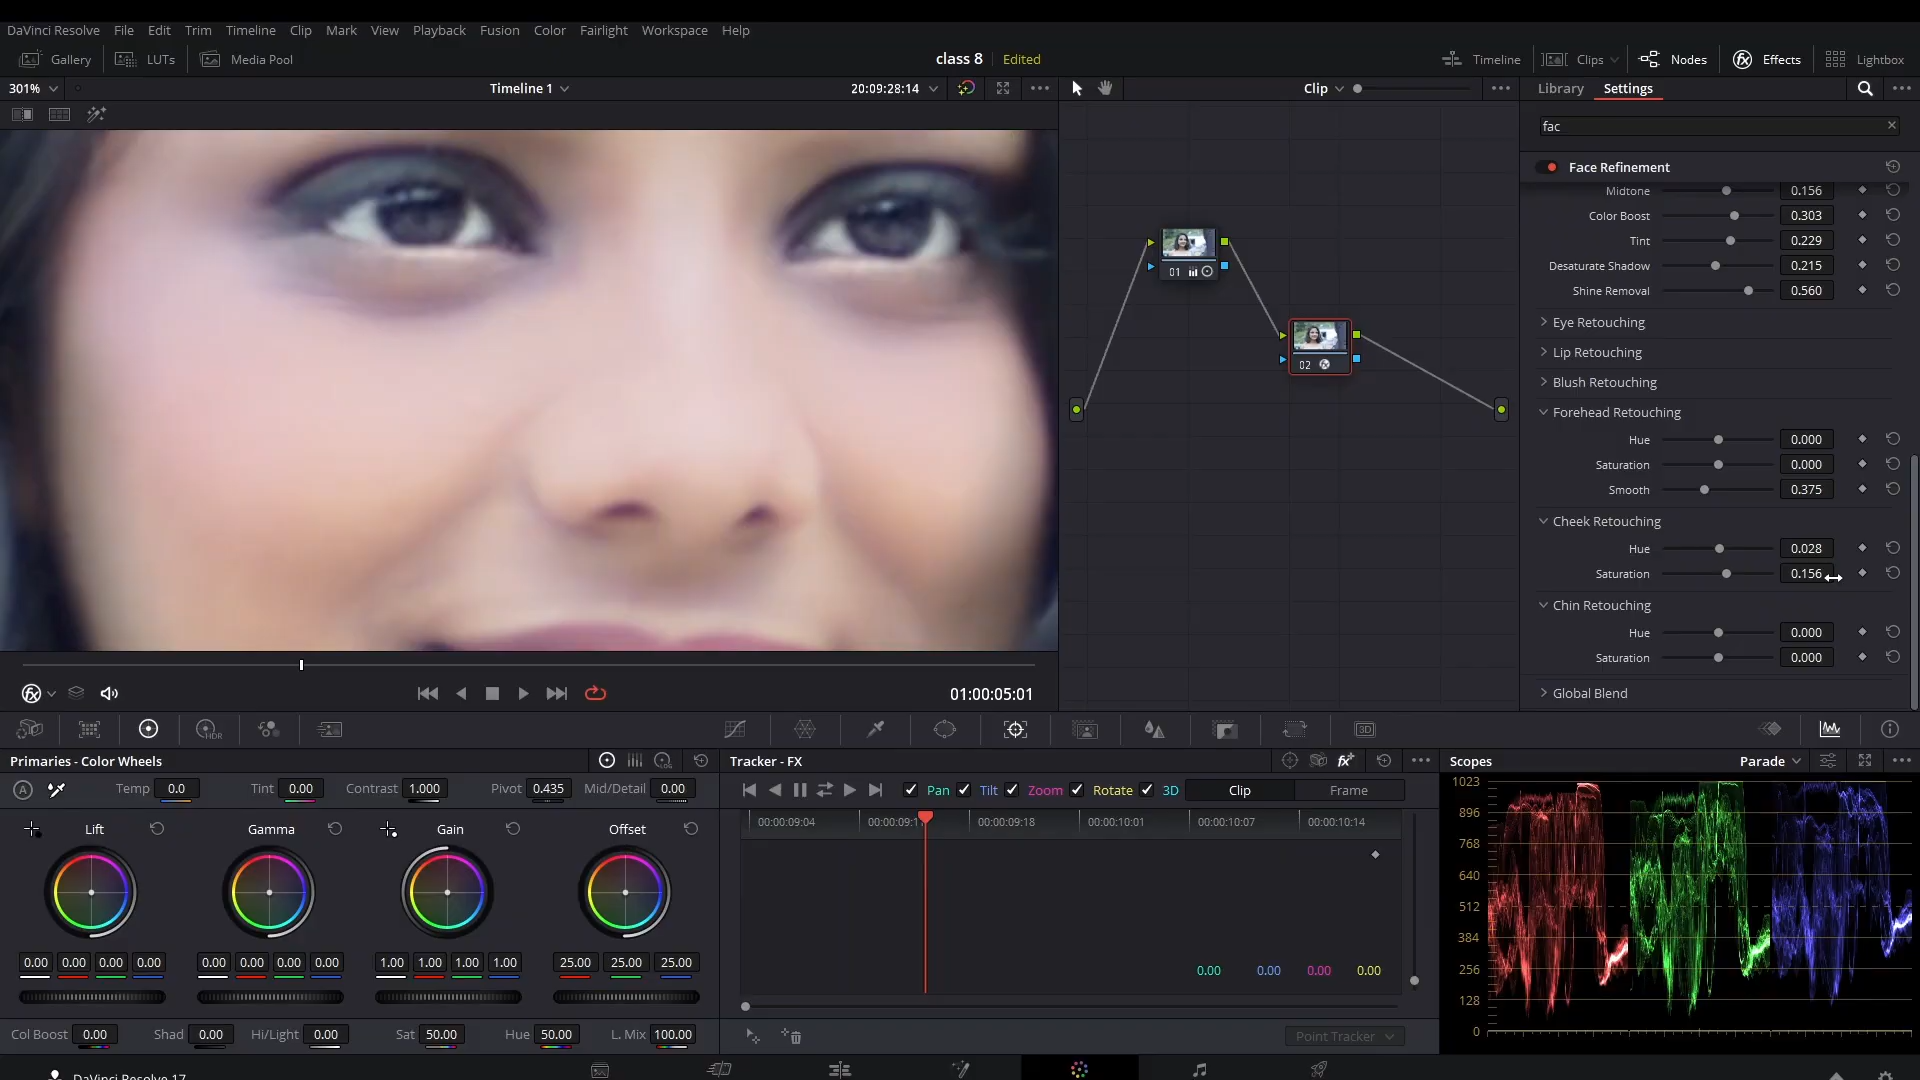 DaVinci Resolve File Edit Trim Timeline Clip Mark View Playback Fusion Color Fairlight Workspace Help
Gallery LUTs Media Pool class 8 Edited Timeline Clips Nodes Effects Lightbox
301% Timeline 1 20:09:28:14 Clip Library Settings
fac
Face Refinement
Midtone 0.156
Color Boost 0.303
Tint 0.229
Desaturate Shadow 0.215
Shine Removal 0.560
Eye Retouching
Lip Retouching
Blush Retouching
Forehead Retouching
Hue 0.000
Saturation 0.000
Smooth 0.375
Cheek Retouching
Hue 0.028
Saturation 0.156
Chin Retouching
Hue 0.000
Saturation 0.000
Global Blend
01
02
01:00:05:01
HDR
3D
Primaries - Color Wheels
A Temp 0.0 Tint 0.00 Contrast 1.000 Pivot 0.435 Mid/Detail 0.00
Lift Gamma Gain Offset
0.00 0.00 0.00 0.00 0.00 0.00 0.00 0.00 1.00 1.00 1.00 1.00 25.00 25.00 25.00
Col Boost 0.00 Shad 0.00 Hi/Light 0.00 Sat 50.00 Hue 50.00 L. Mix 100.00
Tracker - FX
Pan Tilt Zoom Rotate 3D Clip Frame
00:00:09:04 00:00:09:1 00:00:09:18 00:00:10:01 00:00:10:07 00:00:10:14
0.00 0.00 0.00 0.00
Point Tracker
Scopes Parade
1023
896
768
640
512
384
256
128
0
DaVinci Resolve 17